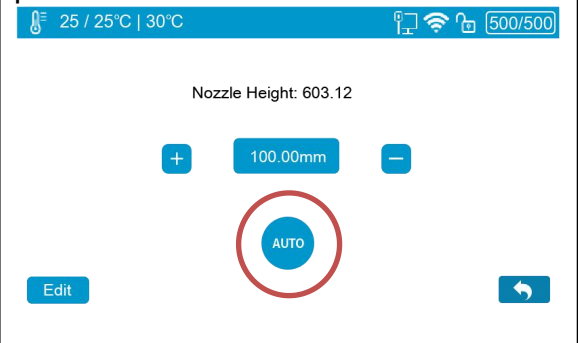 25 / 25℃ | 30℃ 500/500
Nozzle Height: 603.12
+ 100.00mm −
AUTO
Edit